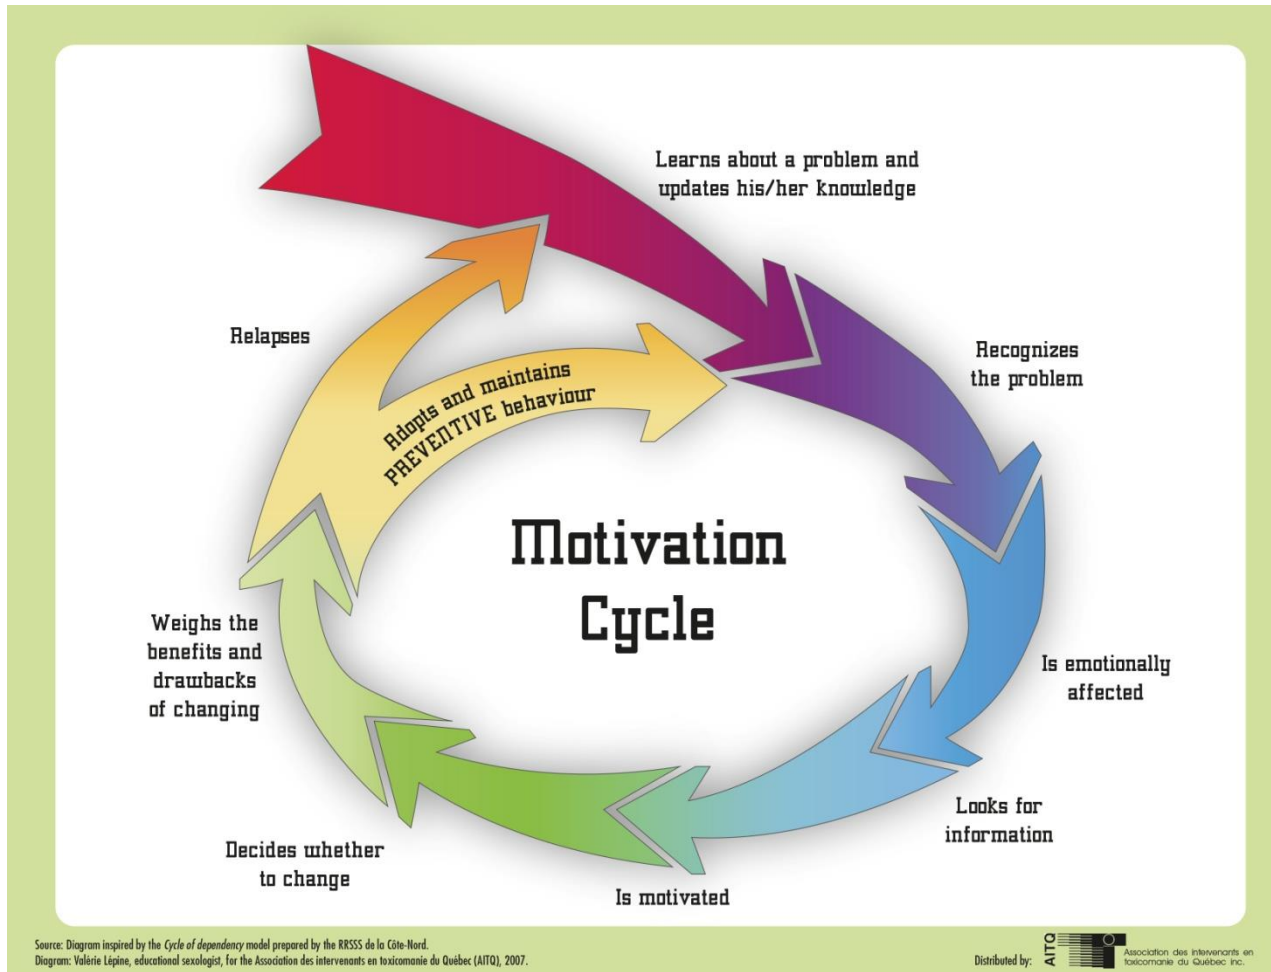 Learns about a problem and
updates his/her knowledge
Recognizes
the problem
Is emotionally
affected
Looks for
information
Is motivated
Decides whether
to change
Weighs the
benefits and
drawbacks
of changing
Relapses
Adopts and maintains
PREVENTIVE behaviour
Motivation
Cycle
Source: Diagram inspired by the Cycle of dependency model prepared by the RRSSS de la Côte-Nord.
Diagram: Valérie Lépine, educational sexologist, for the Association des intervenants en toxicomanie du Québec (AITQ), 2007.
Distributed by:
AITQ
Association des intervenants en
toxicomanie du Québec inc.